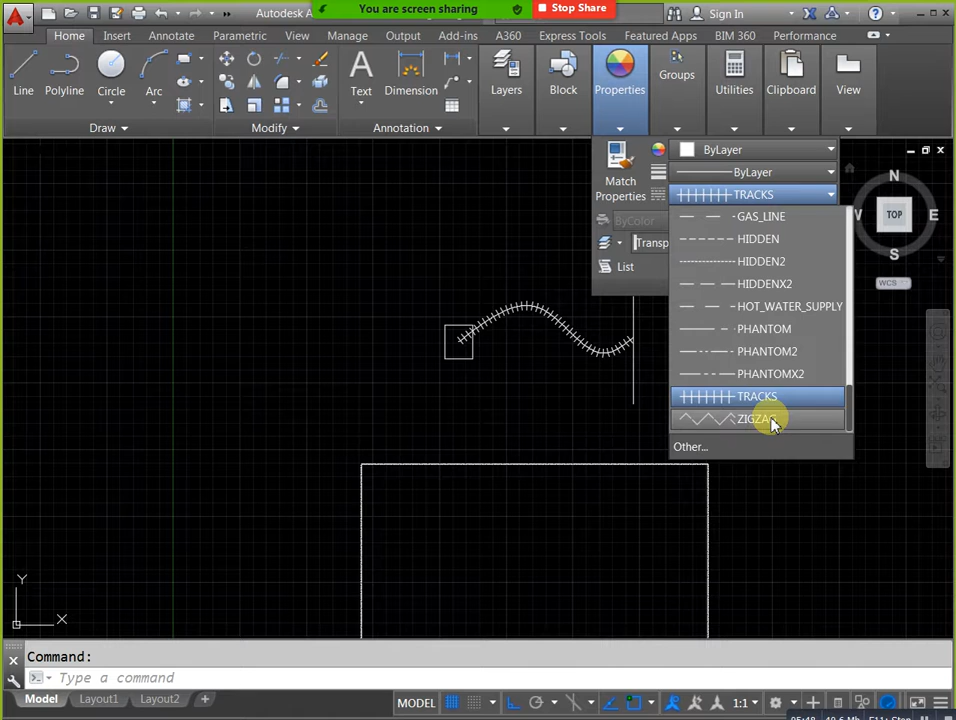 You are screen sharing
Stop Share
Autodesk A
Sign In
Home Insert Annotate Parametric View Manage Output Add-ins A360 Express Tools Featured Apps BIM 360 Performance
Line Polyline Circle Arc Text Dimension Layers Block Properties Groups Utilities Clipboard View
Draw Modify Annotation
Match Properties
ByLayer
ByLayer
TRACKS
ByColor
Transp
List
GAS_LINE
HIDDEN
HIDDEN2
HIDDENX2
HOT_WATER_SUPPLY
PHANTOM
PHANTOM2
PHANTOMX2
TRACKS
ZIGZAG
Other...
N
W TOP E
S
WCS
Y
X
Command:
Type a command
Model Layout1 Layout2 +
MODEL
1:1